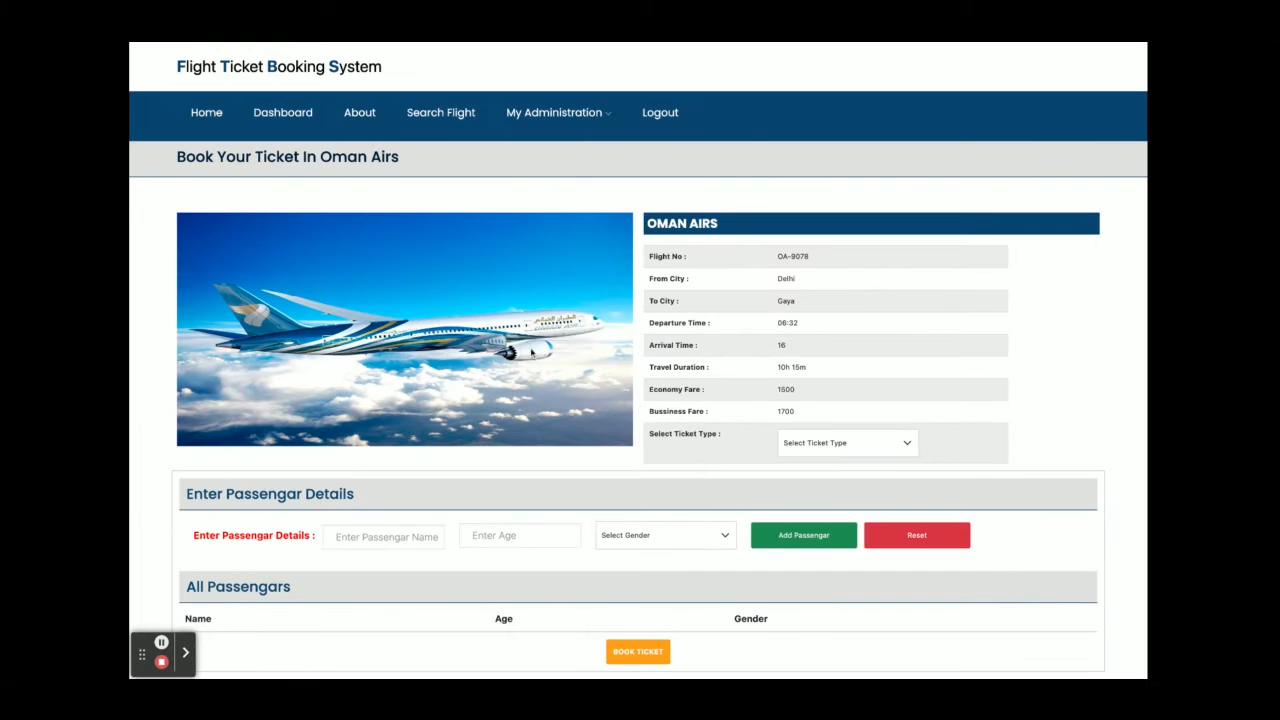 Flight Ticket Booking System
Home Dashboard About Search Flight My Administration Logout
Book Your Ticket In Oman Airs
OMAN AIRS
Flight No : OA-9078
From City : Delhi
To City : Gaya
Departure Time : 06:32
Arrival Time : 16
Travel Duration : 10h 15m
Economy Fare : 1500
Bussiness Fare : 1700
Select Ticket Type : Select Ticket Type
Enter Passengar Details
Enter Passengar Details : Enter Passengar Name Enter Age Select Gender Add Passengar Reset
All Passengars
Name Age Gender
BOOK TICKET